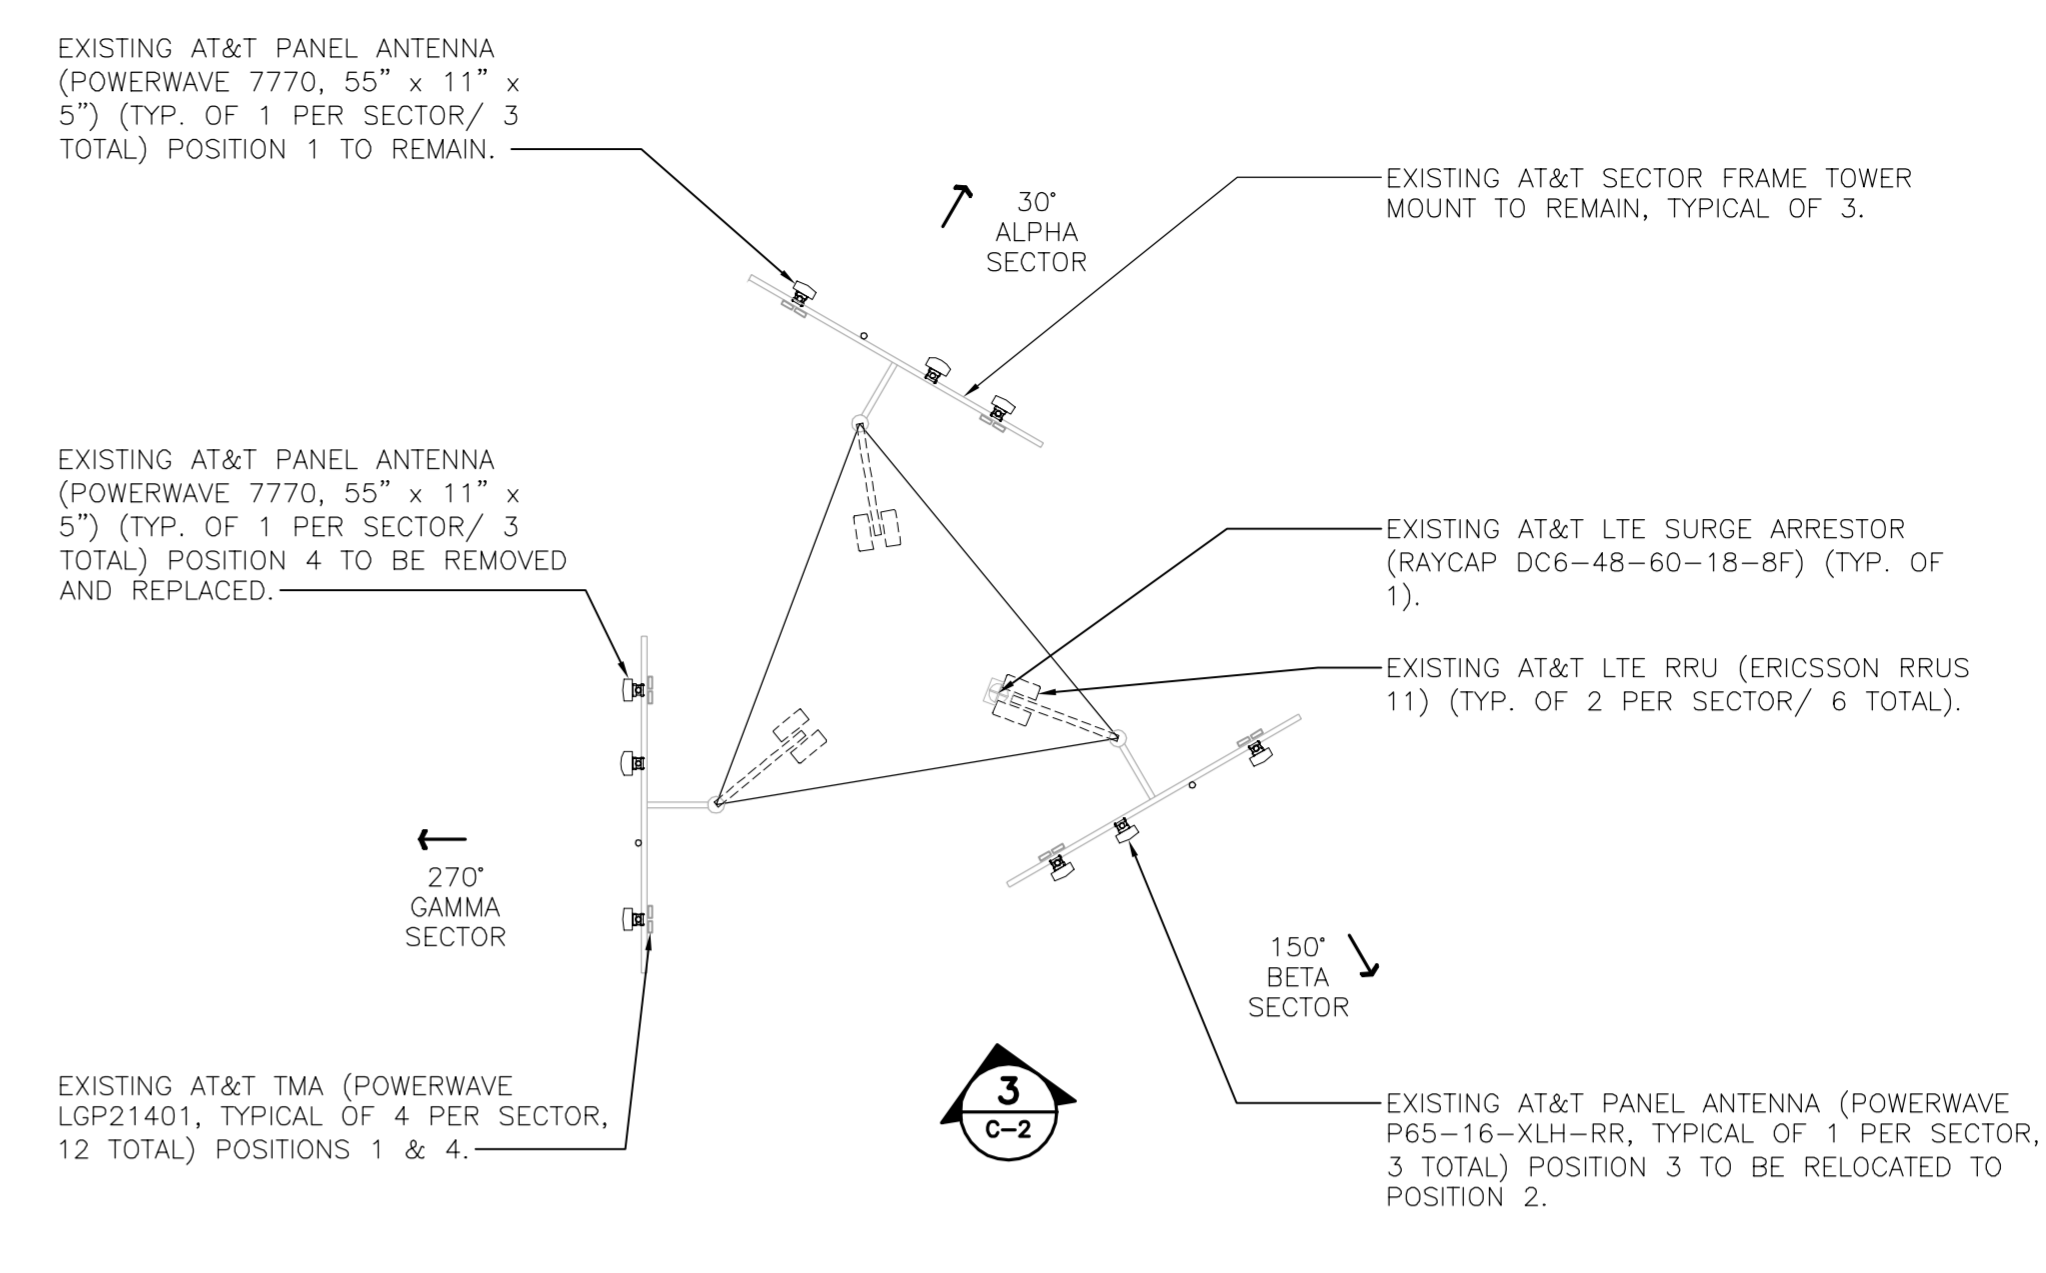 EXISTING AT&T PANEL ANTENNA
(POWERWAVE 7770, 55" x 11" x
5") (TYP. OF 1 PER SECTOR/ 3
TOTAL) POSITION 1 TO REMAIN.
30°
ALPHA
SECTOR
EXISTING AT&T SECTOR FRAME TOWER
MOUNT TO REMAIN, TYPICAL OF 3.
EXISTING AT&T PANEL ANTENNA
(POWERWAVE 7770, 55" x 11" x
5") (TYP. OF 1 PER SECTOR/ 3
TOTAL) POSITION 4 TO BE REMOVED
AND REPLACED.
EXISTING AT&T LTE SURGE ARRESTOR
(RAYCAP DC6-48-60-18-8F) (TYP. OF
1).
EXISTING AT&T LTE RRU (ERICSSON RRUS
11) (TYP. OF 2 PER SECTOR/ 6 TOTAL).
270°
GAMMA
SECTOR
150°
BETA
SECTOR
EXISTING AT&T TMA (POWERWAVE
LGP21401, TYPICAL OF 4 PER SECTOR,
12 TOTAL) POSITIONS 1 & 4.
3
C-2
EXISTING AT&T PANEL ANTENNA (POWERWAVE
P65-16-XLH-RR, TYPICAL OF 1 PER SECTOR,
3 TOTAL) POSITION 3 TO BE RELOCATED TO
POSITION 2.